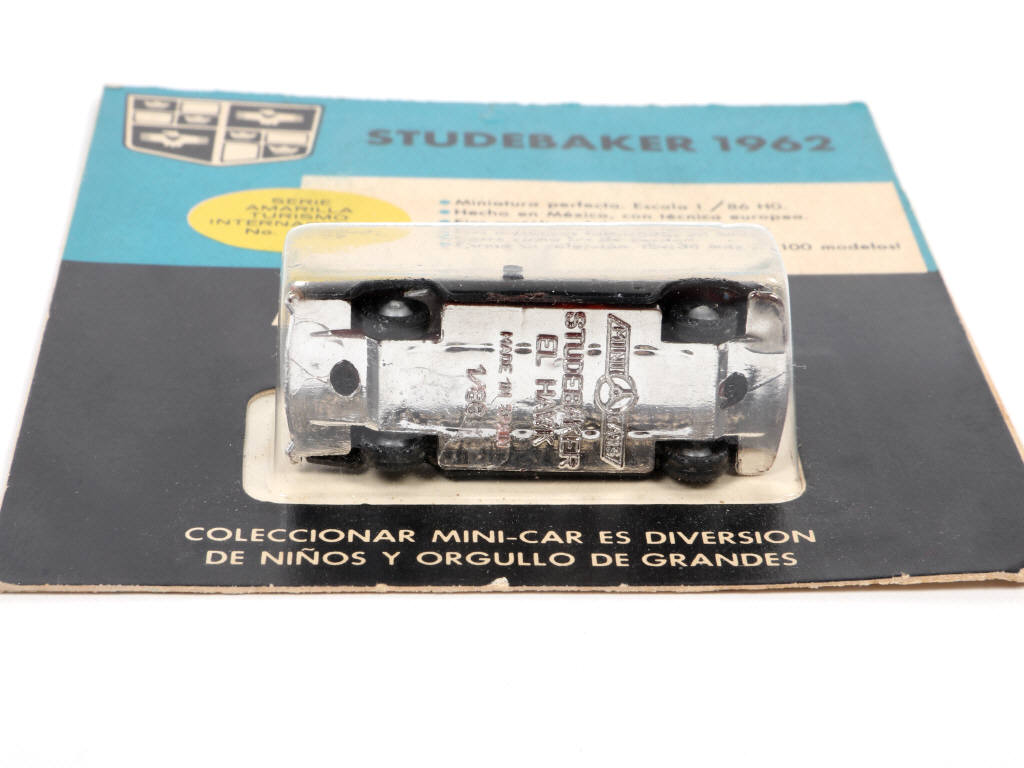 STUDEBAKER 1962
SERIE
AMARILLA
TURISMO
No.
• Miniatura perfecta. Escala 1/86 HO.
• Hecho en México, con técnica europea.
100 modelos!
MINI CARS
STUDEBAKER
EL HAWK
MADE IN SPAIN
1/86
COLECCIONAR MINI-CAR ES DIVERSION
DE NIÑOS Y ORGULLO DE GRANDES